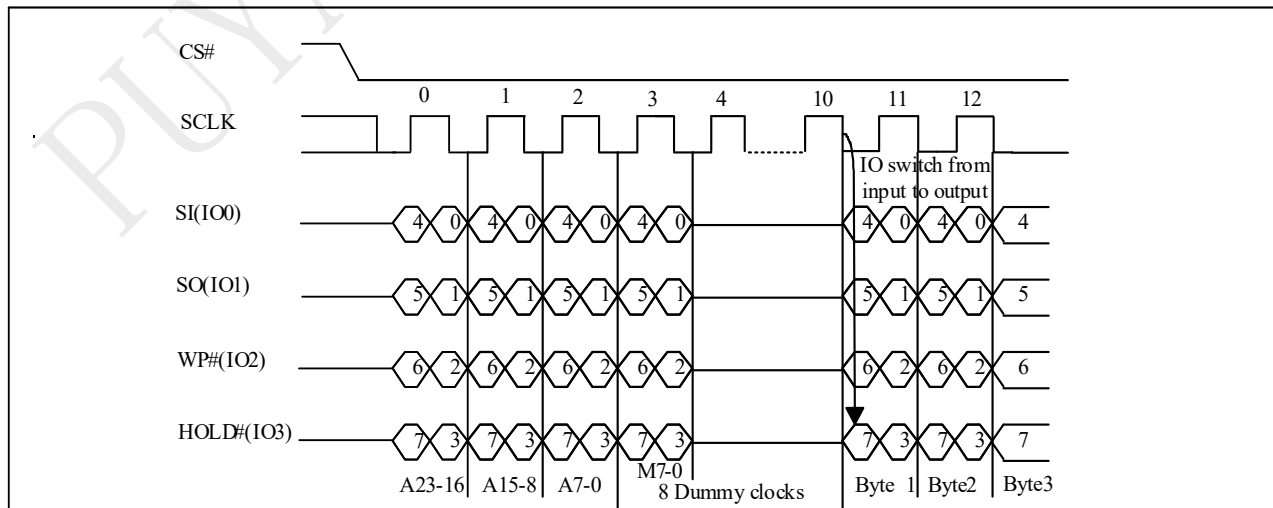 PUYA
CS#
0 1 2 3 4 10 11 12
SCLK
IO switch from
input to output
SI(IO0)
4 0 4 0 4 0 4 0 4 0 4 0 4
SO(IO1)
5 1 5 1 5 1 5 1 5 1 5 1 5
WP#(IO2)
6 2 6 2 6 2 6 2 6 2 6 2 6
HOLD#(IO3)
7 3 7 3 7 3 7 3 7 3 7 3 7
A23-16 A15-8 A7-0 M7-0 Byte 1 Byte2 Byte3
8 Dummy clocks